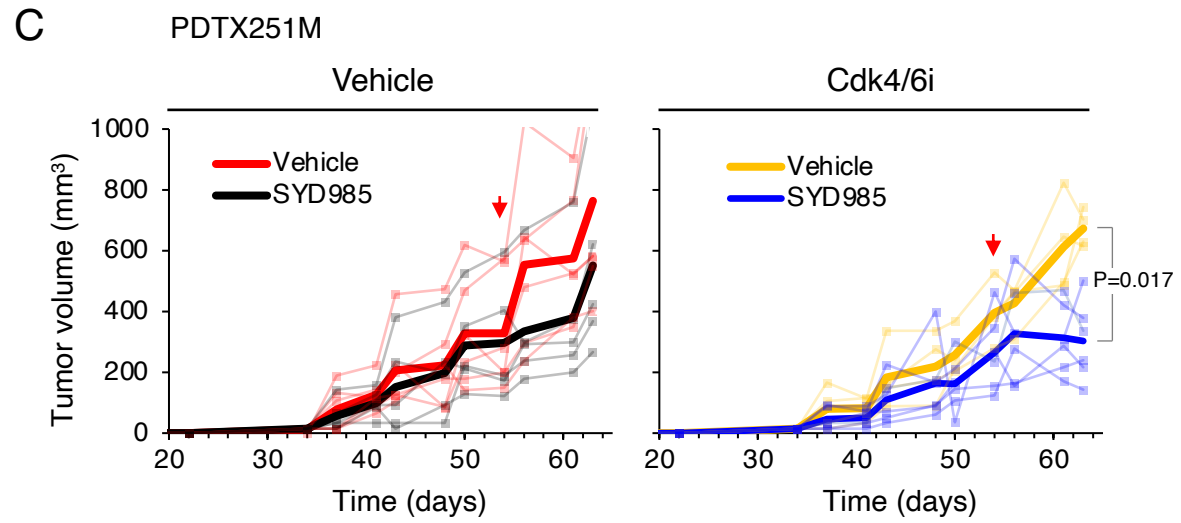 C
PDTX251M
Vehicle
Cdk4/6i
Tumor volume (mm³)
1000
800
600
400
200
0
Vehicle
SYD985
Vehicle
SYD985
P=0.017
20 30 40 50 60
20 30 40 50 60
Time (days)
Time (days)